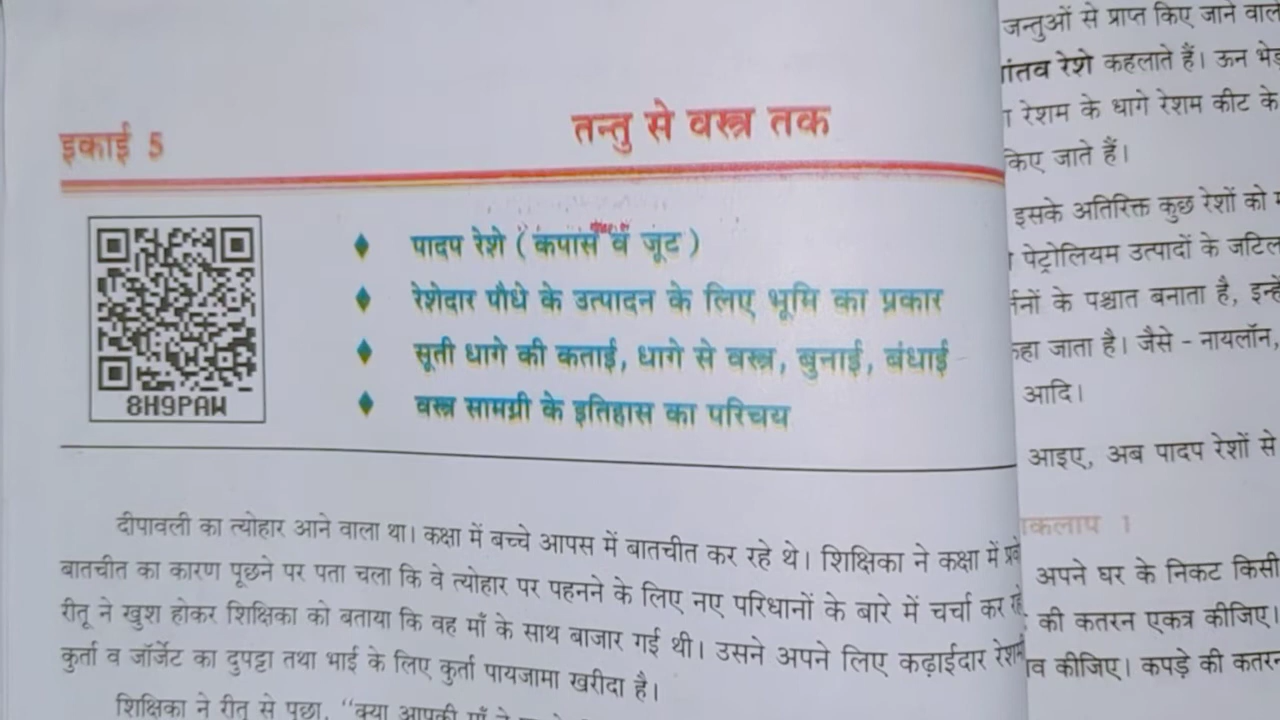 इकाई 5
तन्तु से वस्त्र तक
8H9PAW
पादप रेशे ( कपास व जूट )
रेशेदार पौधे के उत्पादन के लिए भूमि का प्रकार
सूती धागे की कताई, धागे से वस्त्र, बुनाई, बंधाई
वस्त्र सामग्री के इतिहास का परिचय
दीपावली का त्योहार आने वाला था। कक्षा में बच्चे आपस में बातचीत कर रहे थे। शिक्षिका ने कक्षा में
बातचीत का कारण पूछने पर पता चला कि वे त्योहार पर पहनने के लिए नए परिधानों के बारे में चर्चा कर
रीतू ने खुश होकर शिक्षिका को बताया कि वह माँ के साथ बाजार गई थी। उसने अपने लिए कढ़ाईदार
कुर्ता व जॉर्जेट का दुपट्टा तथा भाई के लिए कुर्ता पायजामा खरीदा है।
शिक्षिका ने रीतू से पूछा, “क्या आपकी माँ ने
जन्तुओं से प्राप्त किए जाने
रेशे कहलाते हैं। ऊन
रेशम के धागे रेशम कीट के
किए जाते हैं।
इसके अतिरिक्त कुछ रेशों को
पेट्रोलियम उत्पादों के
के पश्चात बनाता है,
जाता है। जैसे - नायलॉन,
आदि।
आइए, अब पादप रेशों से
1
अपने घर के निकट किसी
की कतरन एकत्र कीजिए।
कीजिए। कपड़े की